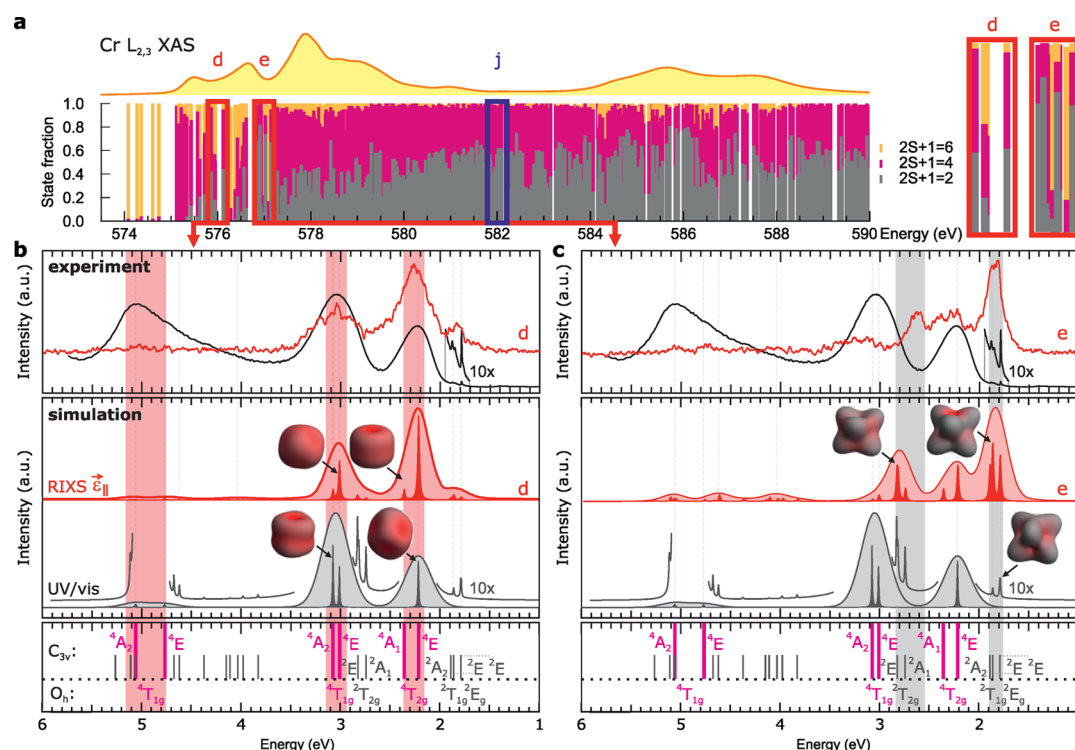 a
Cr L2,3 XAS
d
e
j
d
e
State fraction
1.0
0.8
0.6
0.4
0.2
0.0
2S+1=6
2S+1=4
2S+1=2
574
576
578
580
582
584
586
588
590
Energy (eV)
b
experiment
Intensity (a.u.)
d
10x
simulation
RIXS ε⃗∥
d
Intensity (a.u.)
UV/vis
10x
C3v
⁴A2
⁴E
⁴A2
⁴E
⁴A1
⁴E
²E
²A1
²A2
²E
²E
Oh:
⁴T1g
⁴T1g
²T2g
⁴T2g
²T1g
²Eg
6
5
4
3
2
1
Energy (eV)
c
Intensity (a.u.)
e
10x
Intensity (a.u.)
e
10x
⁴A2
⁴E
⁴A2
⁴E
⁴A1
⁴E
²E
²A1
²A2
²E
²E
⁴T1g
⁴T1g
²T2g
⁴T2g
²T1g
²Eg
6
5
4
3
2
Energy (eV)